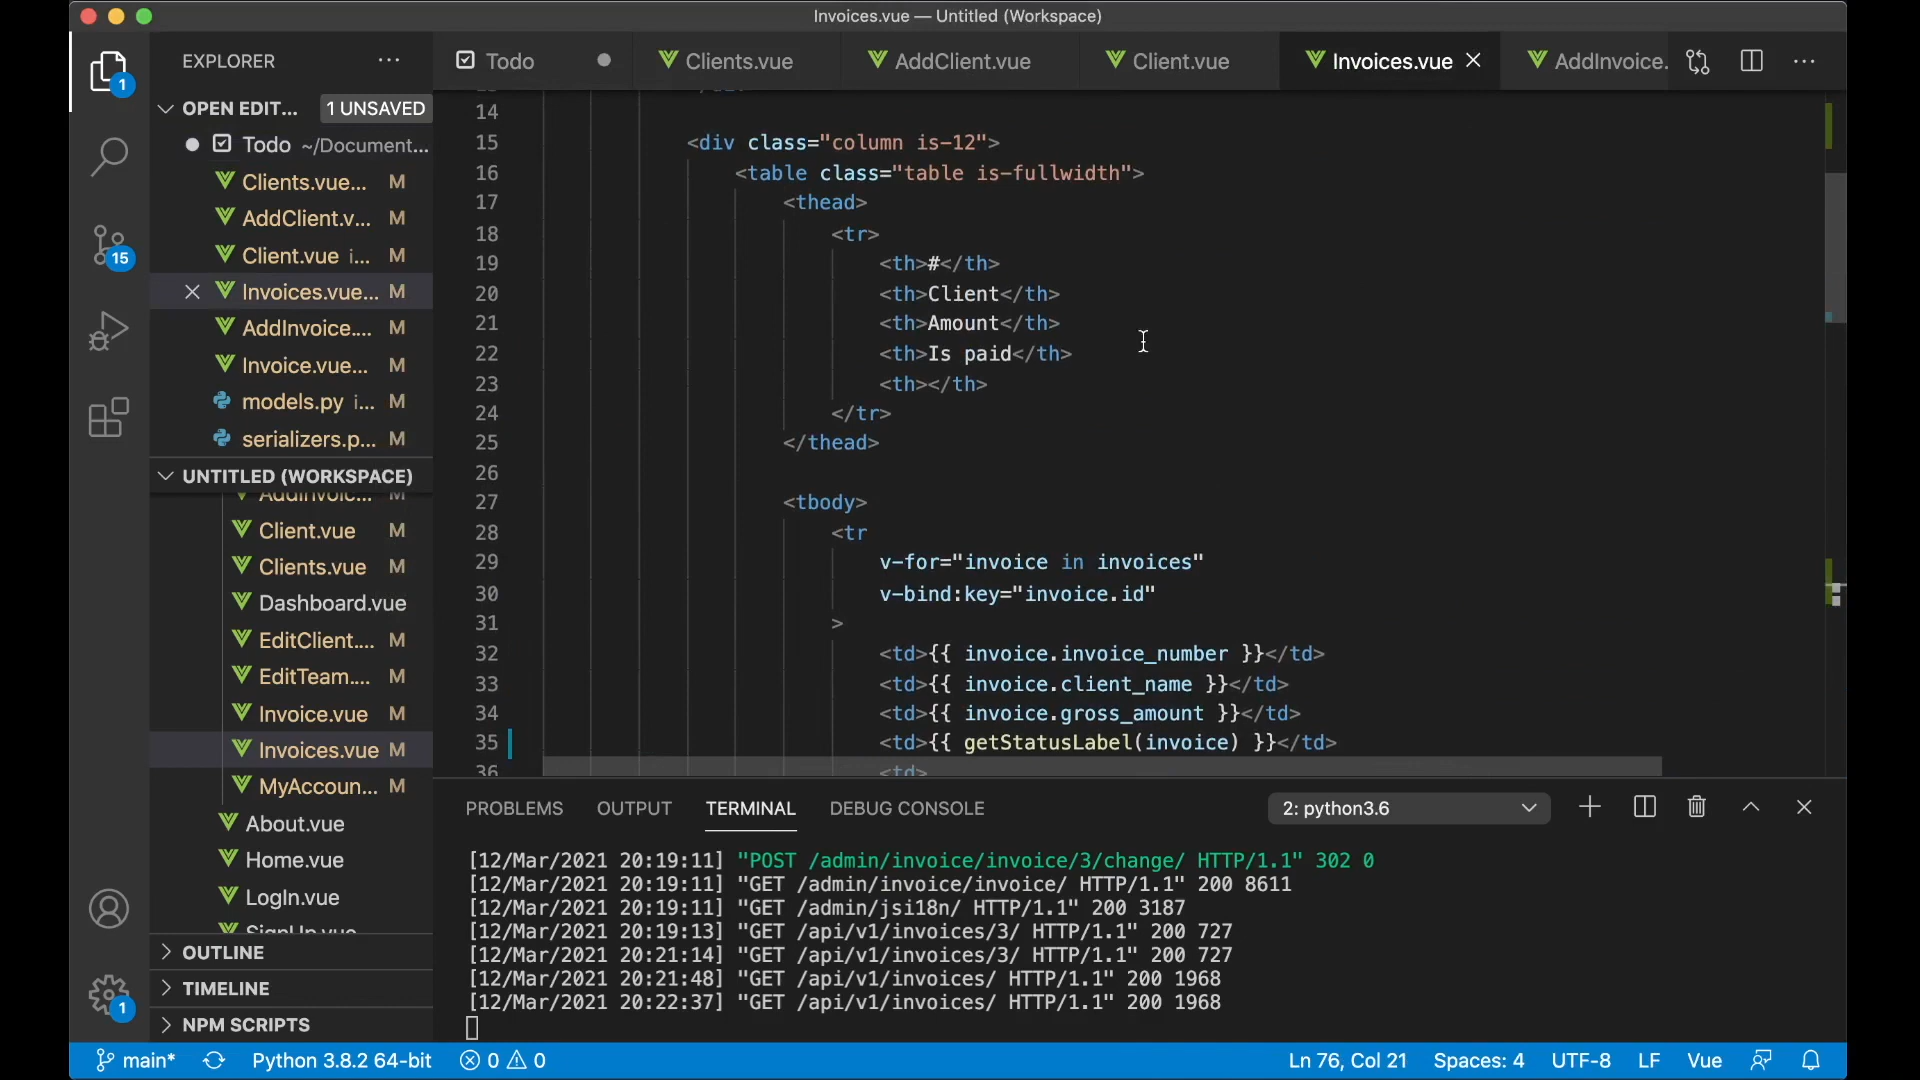 Invoices.vue — Untitled (Workspace)
EXPLORER
Todo
Clients.vue
AddClient.vue
Client.vue
Invoices.vue
AddInvoice.
OPEN EDIT... 1 UNSAVED
Todo ~/Document...
Clients.vue... M
AddClient.v... M
Client.vue i... M
Invoices.vue... M
AddInvoice.... M
Invoice.vue... M
models.py i... M
serializers.p... M
1
15
UNTITLED (WORKSPACE)
AddInvoic... M
Client.vue M
Clients.vue M
Dashboard.vue
EditClient.... M
EditTeam.... M
Invoice.vue M
Invoices.vue M
MyAccoun... M
About.vue
Home.vue
LogIn.vue
SignUp.vue
OUTLINE
TIMELINE
NPM SCRIPTS
1
14
15 <div class="column is-12">
16 <table class="table is-fullwidth">
17 <thead>
18 <tr>
19 <th>#</th>
20 <th>Client</th>
21 <th>Amount</th>
22 <th>Is paid</th>
23 <th></th>
24 </tr>
25 </thead>
26
27 <tbody>
28 <tr
29 v-for="invoice in invoices"
30 v-bind:key="invoice.id"
31 >
32 <td>{{ invoice.invoice_number }}</td>
33 <td>{{ invoice.client_name }}</td>
34 <td>{{ invoice.gross_amount }}</td>
35 <td>{{ getStatusLabel(invoice) }}</td>
36 <td>
PROBLEMS OUTPUT TERMINAL DEBUG CONSOLE 2: python3.6
[12/Mar/2021 20:19:11] "POST /admin/invoice/invoice/3/change/ HTTP/1.1" 302 0
[12/Mar/2021 20:19:11] "GET /admin/invoice/invoice/ HTTP/1.1" 200 8611
[12/Mar/2021 20:19:11] "GET /admin/jsi18n/ HTTP/1.1" 200 3187
[12/Mar/2021 20:19:13] "GET /api/v1/invoices/3/ HTTP/1.1" 200 727
[12/Mar/2021 20:21:14] "GET /api/v1/invoices/3/ HTTP/1.1" 200 727
[12/Mar/2021 20:21:48] "GET /api/v1/invoices/ HTTP/1.1" 200 1968
[12/Mar/2021 20:22:37] "GET /api/v1/invoices/ HTTP/1.1" 200 1968
main* Python 3.8.2 64-bit 0 0 Ln 76, Col 21 Spaces: 4 UTF-8 LF Vue